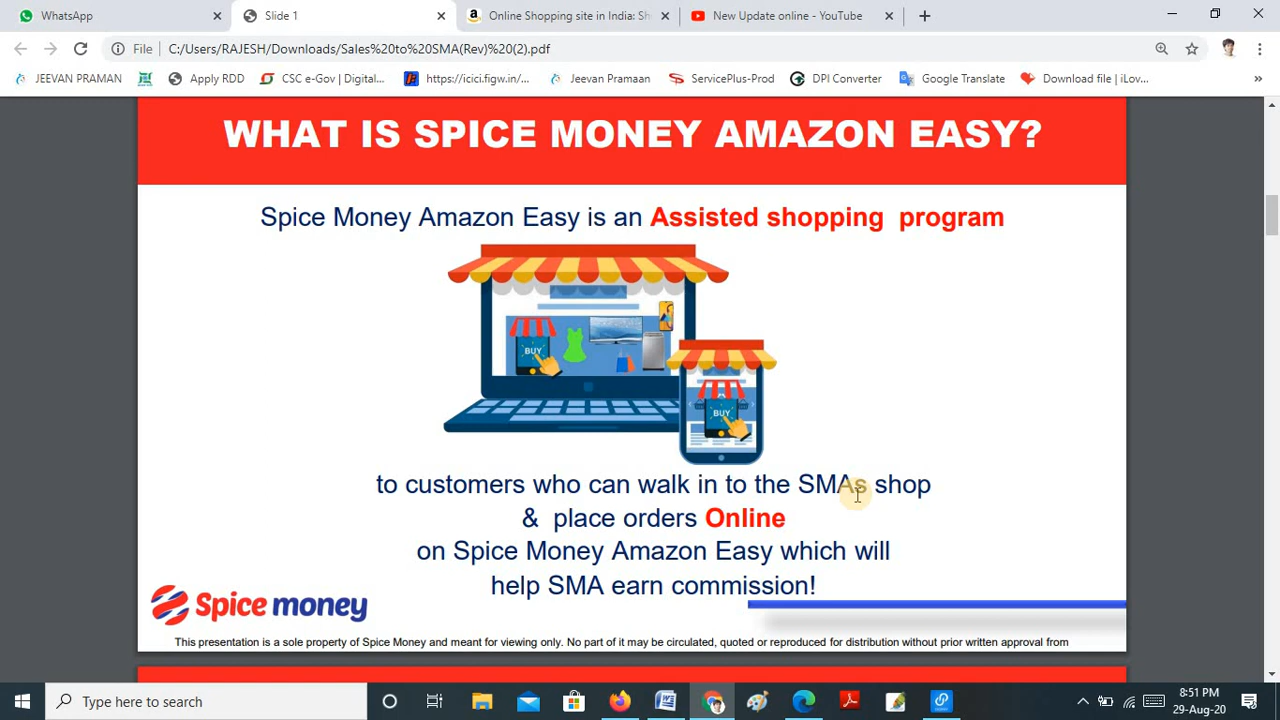 WhatsApp
Slide 1
Online Shopping site in India: Sh
New Update online - YouTube
File
C:/Users/RAJESH/Downloads/Sales%20to%20SMA(Rev)%20(2).pdf
JEEVAN PRAMAN
Apply RDD
CSC e-Gov | Digital...
https://icici.figw.in/...
Jeevan Pramaan
ServicePlus-Prod
DPI Converter
Google Translate
Download file | iLov...
WHAT IS SPICE MONEY AMAZON EASY?
Spice Money Amazon Easy is an Assisted shopping program
BUY
BUY
to customers who can walk in to the SMAs shop
& place orders Online
on Spice Money Amazon Easy which will
help SMA earn commission!
Spice money
This presentation is a sole property of Spice Money and meant for viewing only. No part of it may be circulated, quoted or reproduced for distribution without prior written approval from
Type here to search
8:51 PM
29-Aug-20